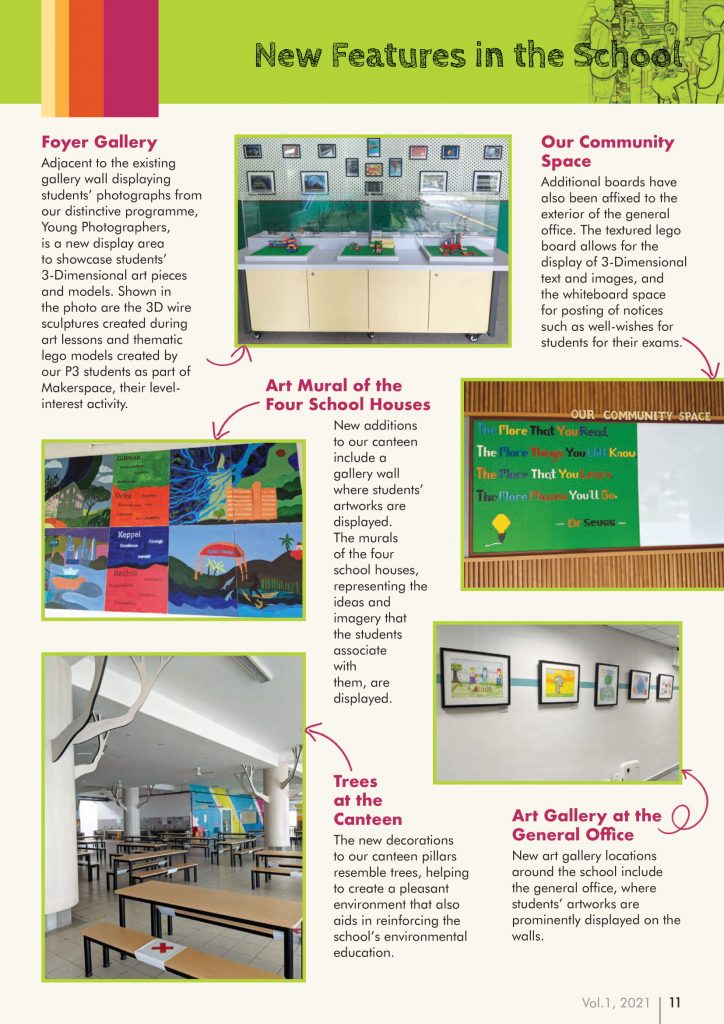 New Features in the School
Foyer Gallery
Adjacent to the existing
gallery wall displaying
students' photographs from
our distinctive programme,
Young Photographers,
is a new display area
to showcase students'
3-Dimensional art pieces
and models. Shown in
the photo are the 3D wire
sculptures created during
art lessons and thematic
lego models created by
our P3 students as part of
Makerspace, their level-
interest activity.
Our Community
Space
Additional boards have
also been affixed to the
exterior of the general
office. The textured lego
board allows for the
display of 3-Dimensional
text and images, and
the whiteboard space
for posting of notices
such as well-wishes for
students for their exams.
Art Mural of the
Four School Houses
New additions
to our canteen
include a
gallery wall
where students'
artworks are
displayed.
The murals
of the four
school houses,
representing the
ideas and
imagery that
the students
associate
with
them, are
displayed.
Gillman
Delta
Keppel
Redhill
OUR COMMUNITY SPACE
The More That You Read,
The More Things You Will Know
The More That You Learn,
The More Places You'll Go.
— Dr Seuss —
Trees
at the
Canteen
The new decorations
to our canteen pillars
resemble trees, helping
to create a pleasant
environment that also
aids in reinforcing the
school's environmental
education.
Art Gallery at the
General Office
New art gallery locations
around the school include
the general office, where
students' artworks are
prominently displayed on the
walls.
Vol.1, 2021
11